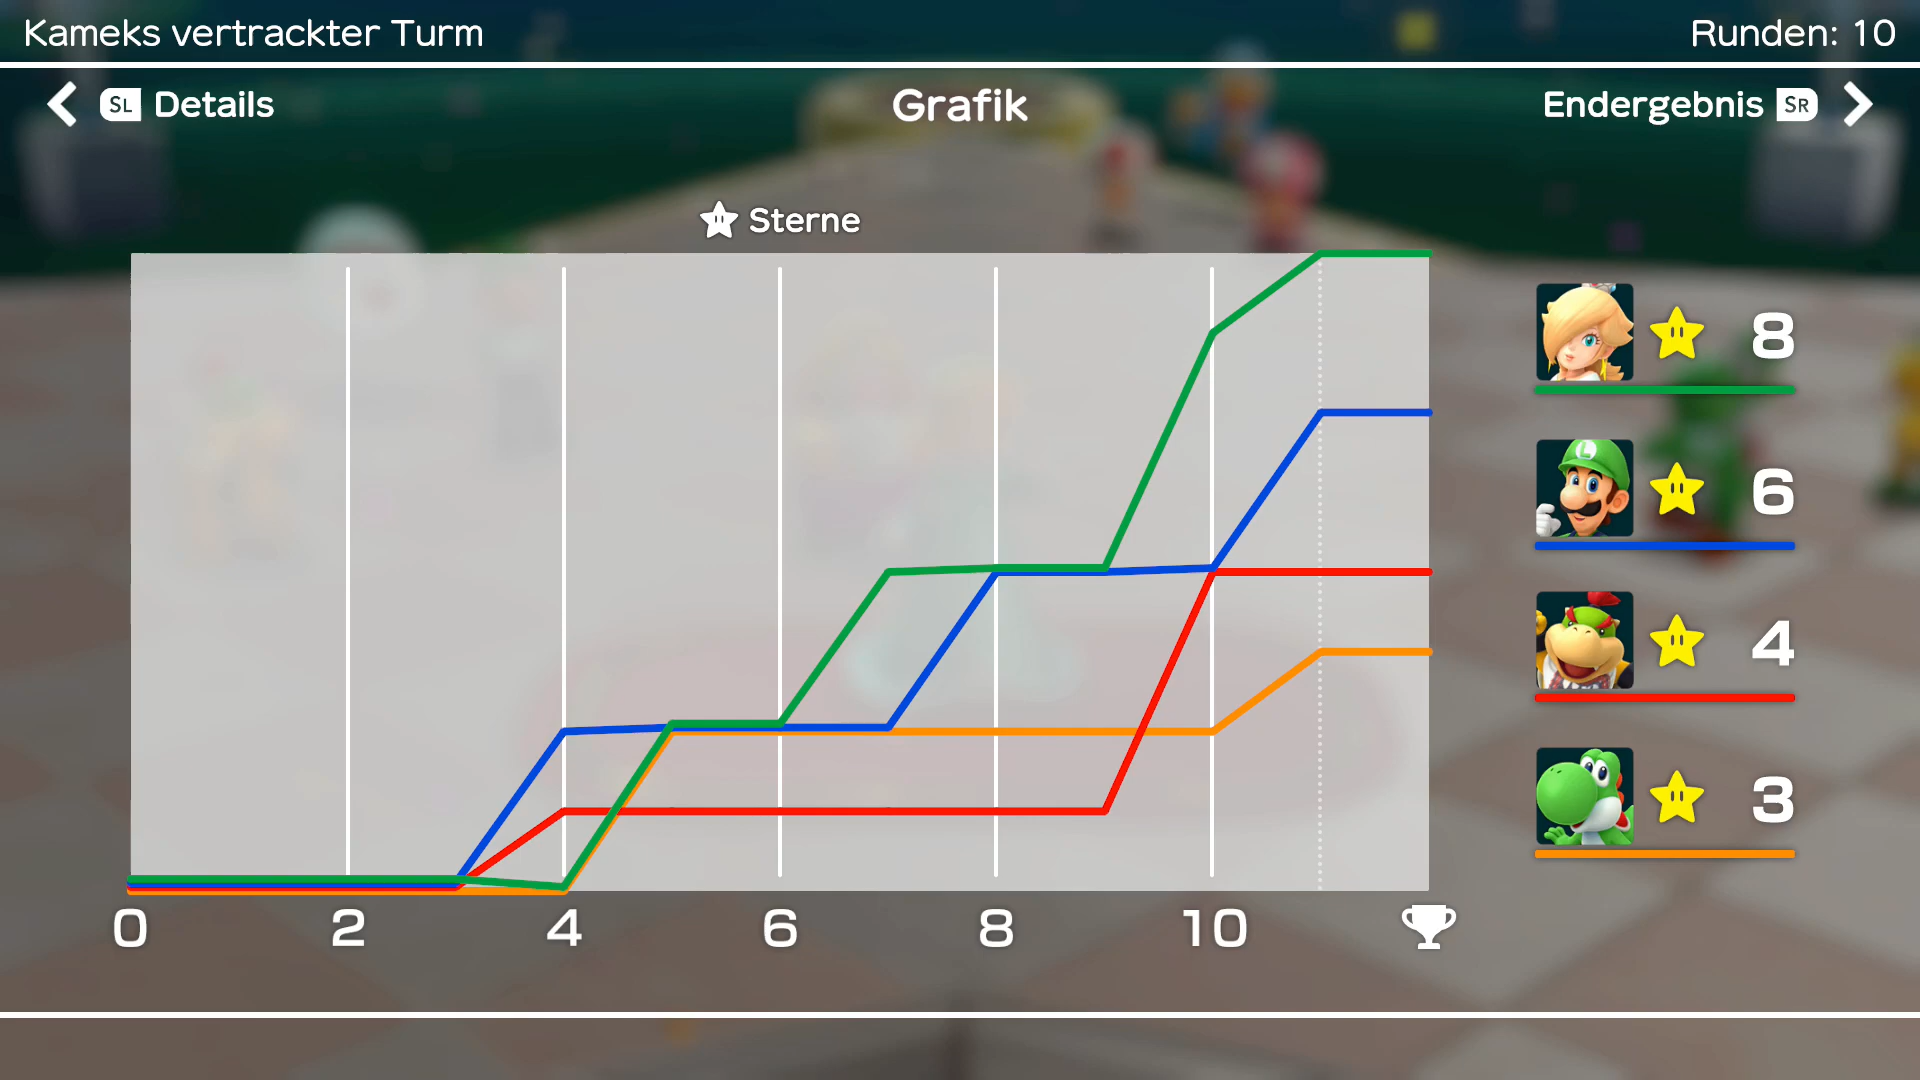 Kameks vertrackter Turm
Runden: 10
SL Details
Grafik
Endergebnis SR
Sterne
8
6
4
3
0 2 4 6 8 10